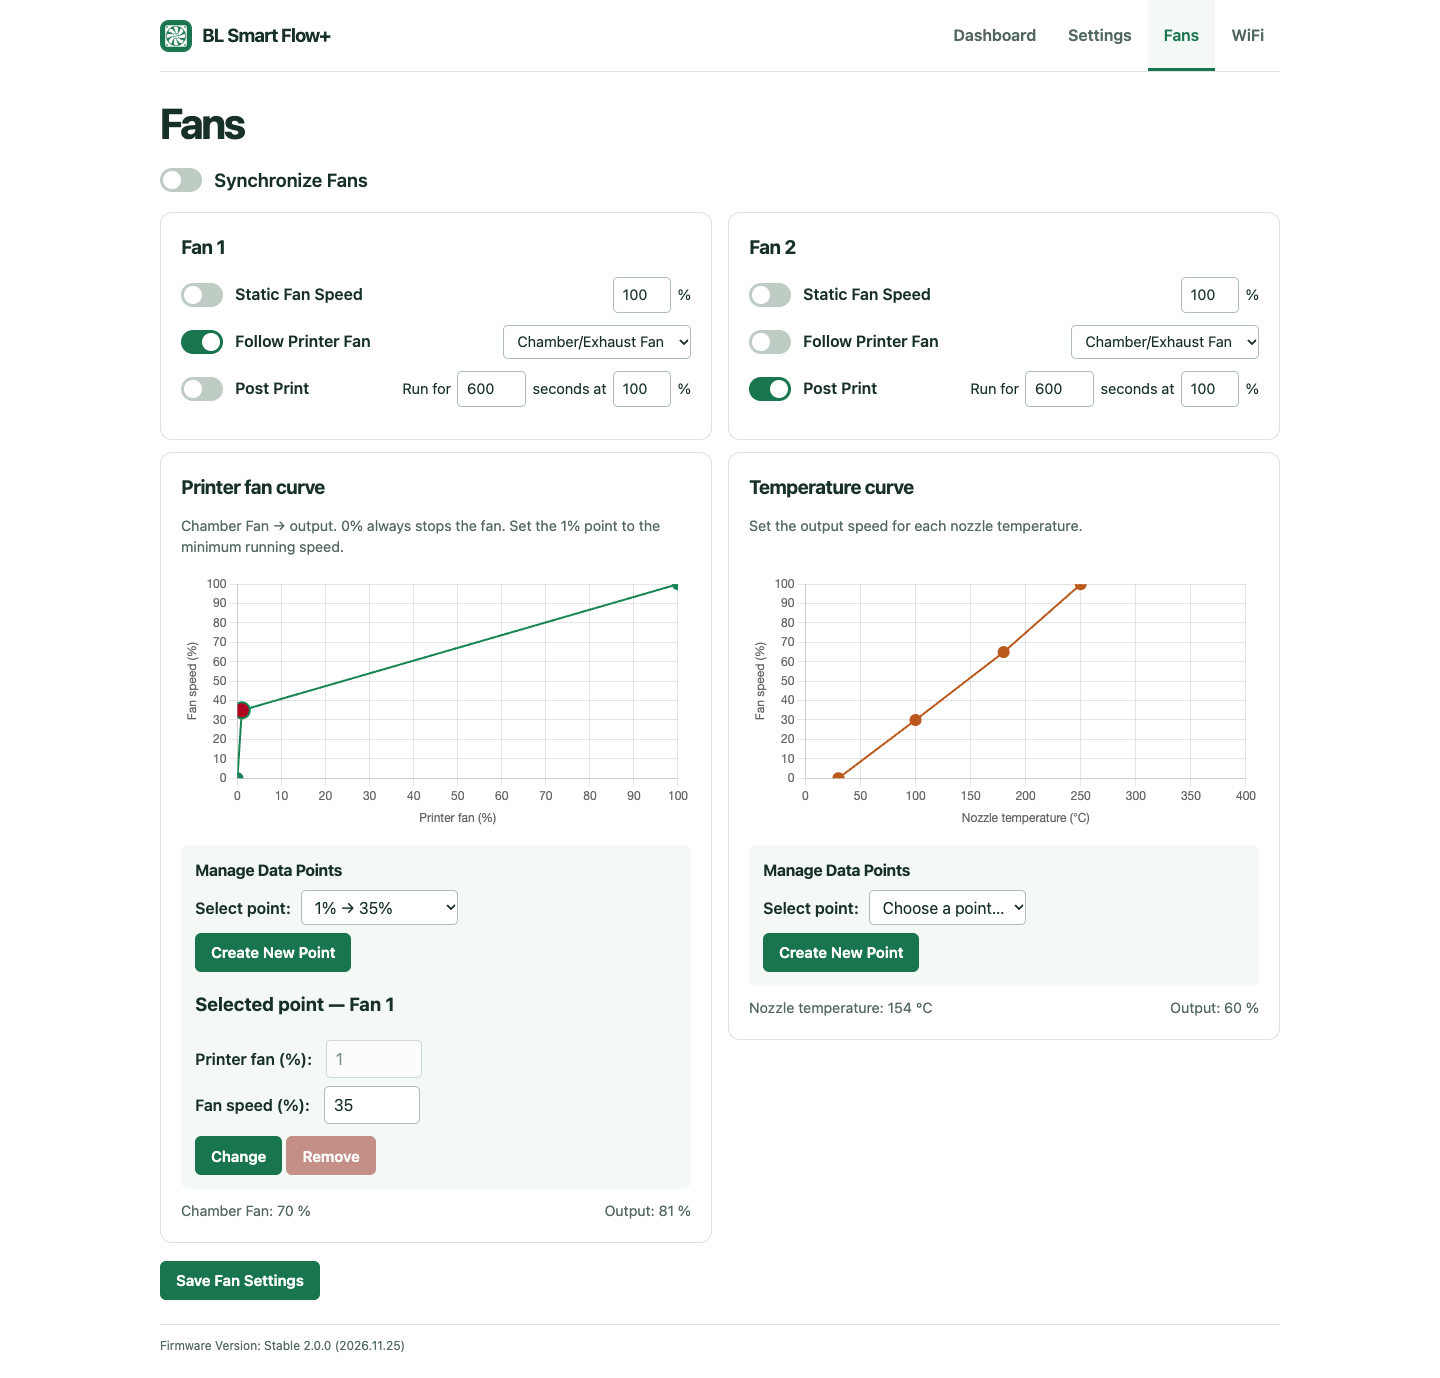 BL Smart Flow+
Dashboard Settings Fans WiFi
Fans
Synchronize Fans
Fan 1
Static Fan Speed 100 %
Follow Printer Fan Chamber/Exhaust Fan
Post Print Run for 600 seconds at 100 %
Fan 2
Static Fan Speed 100 %
Follow Printer Fan Chamber/Exhaust Fan
Post Print Run for 600 seconds at 100 %
Printer fan curve
Chamber Fan → output. 0% always stops the fan. Set the 1% point to the
minimum running speed.
100
90
80
70
60
50
40
30
20
10
0
Fan speed (%)
0 10 20 30 40 50 60 70 80 90 100
Printer fan (%)
Manage Data Points
Select point: 1% → 35%
Create New Point
Selected point — Fan 1
Printer fan (%): 1
Fan speed (%): 35
Change Remove
Chamber Fan: 70 % Output: 81 %
Temperature curve
Set the output speed for each nozzle temperature.
100
90
80
70
60
50
40
30
20
10
0
Fan speed (%)
0 50 100 150 200 250 300 350 400
Nozzle temperature (°C)
Manage Data Points
Select point: Choose a point...
Create New Point
Nozzle temperature: 154 °C Output: 60 %
Save Fan Settings
Firmware Version: Stable 2.0.0 (2026.11.25)